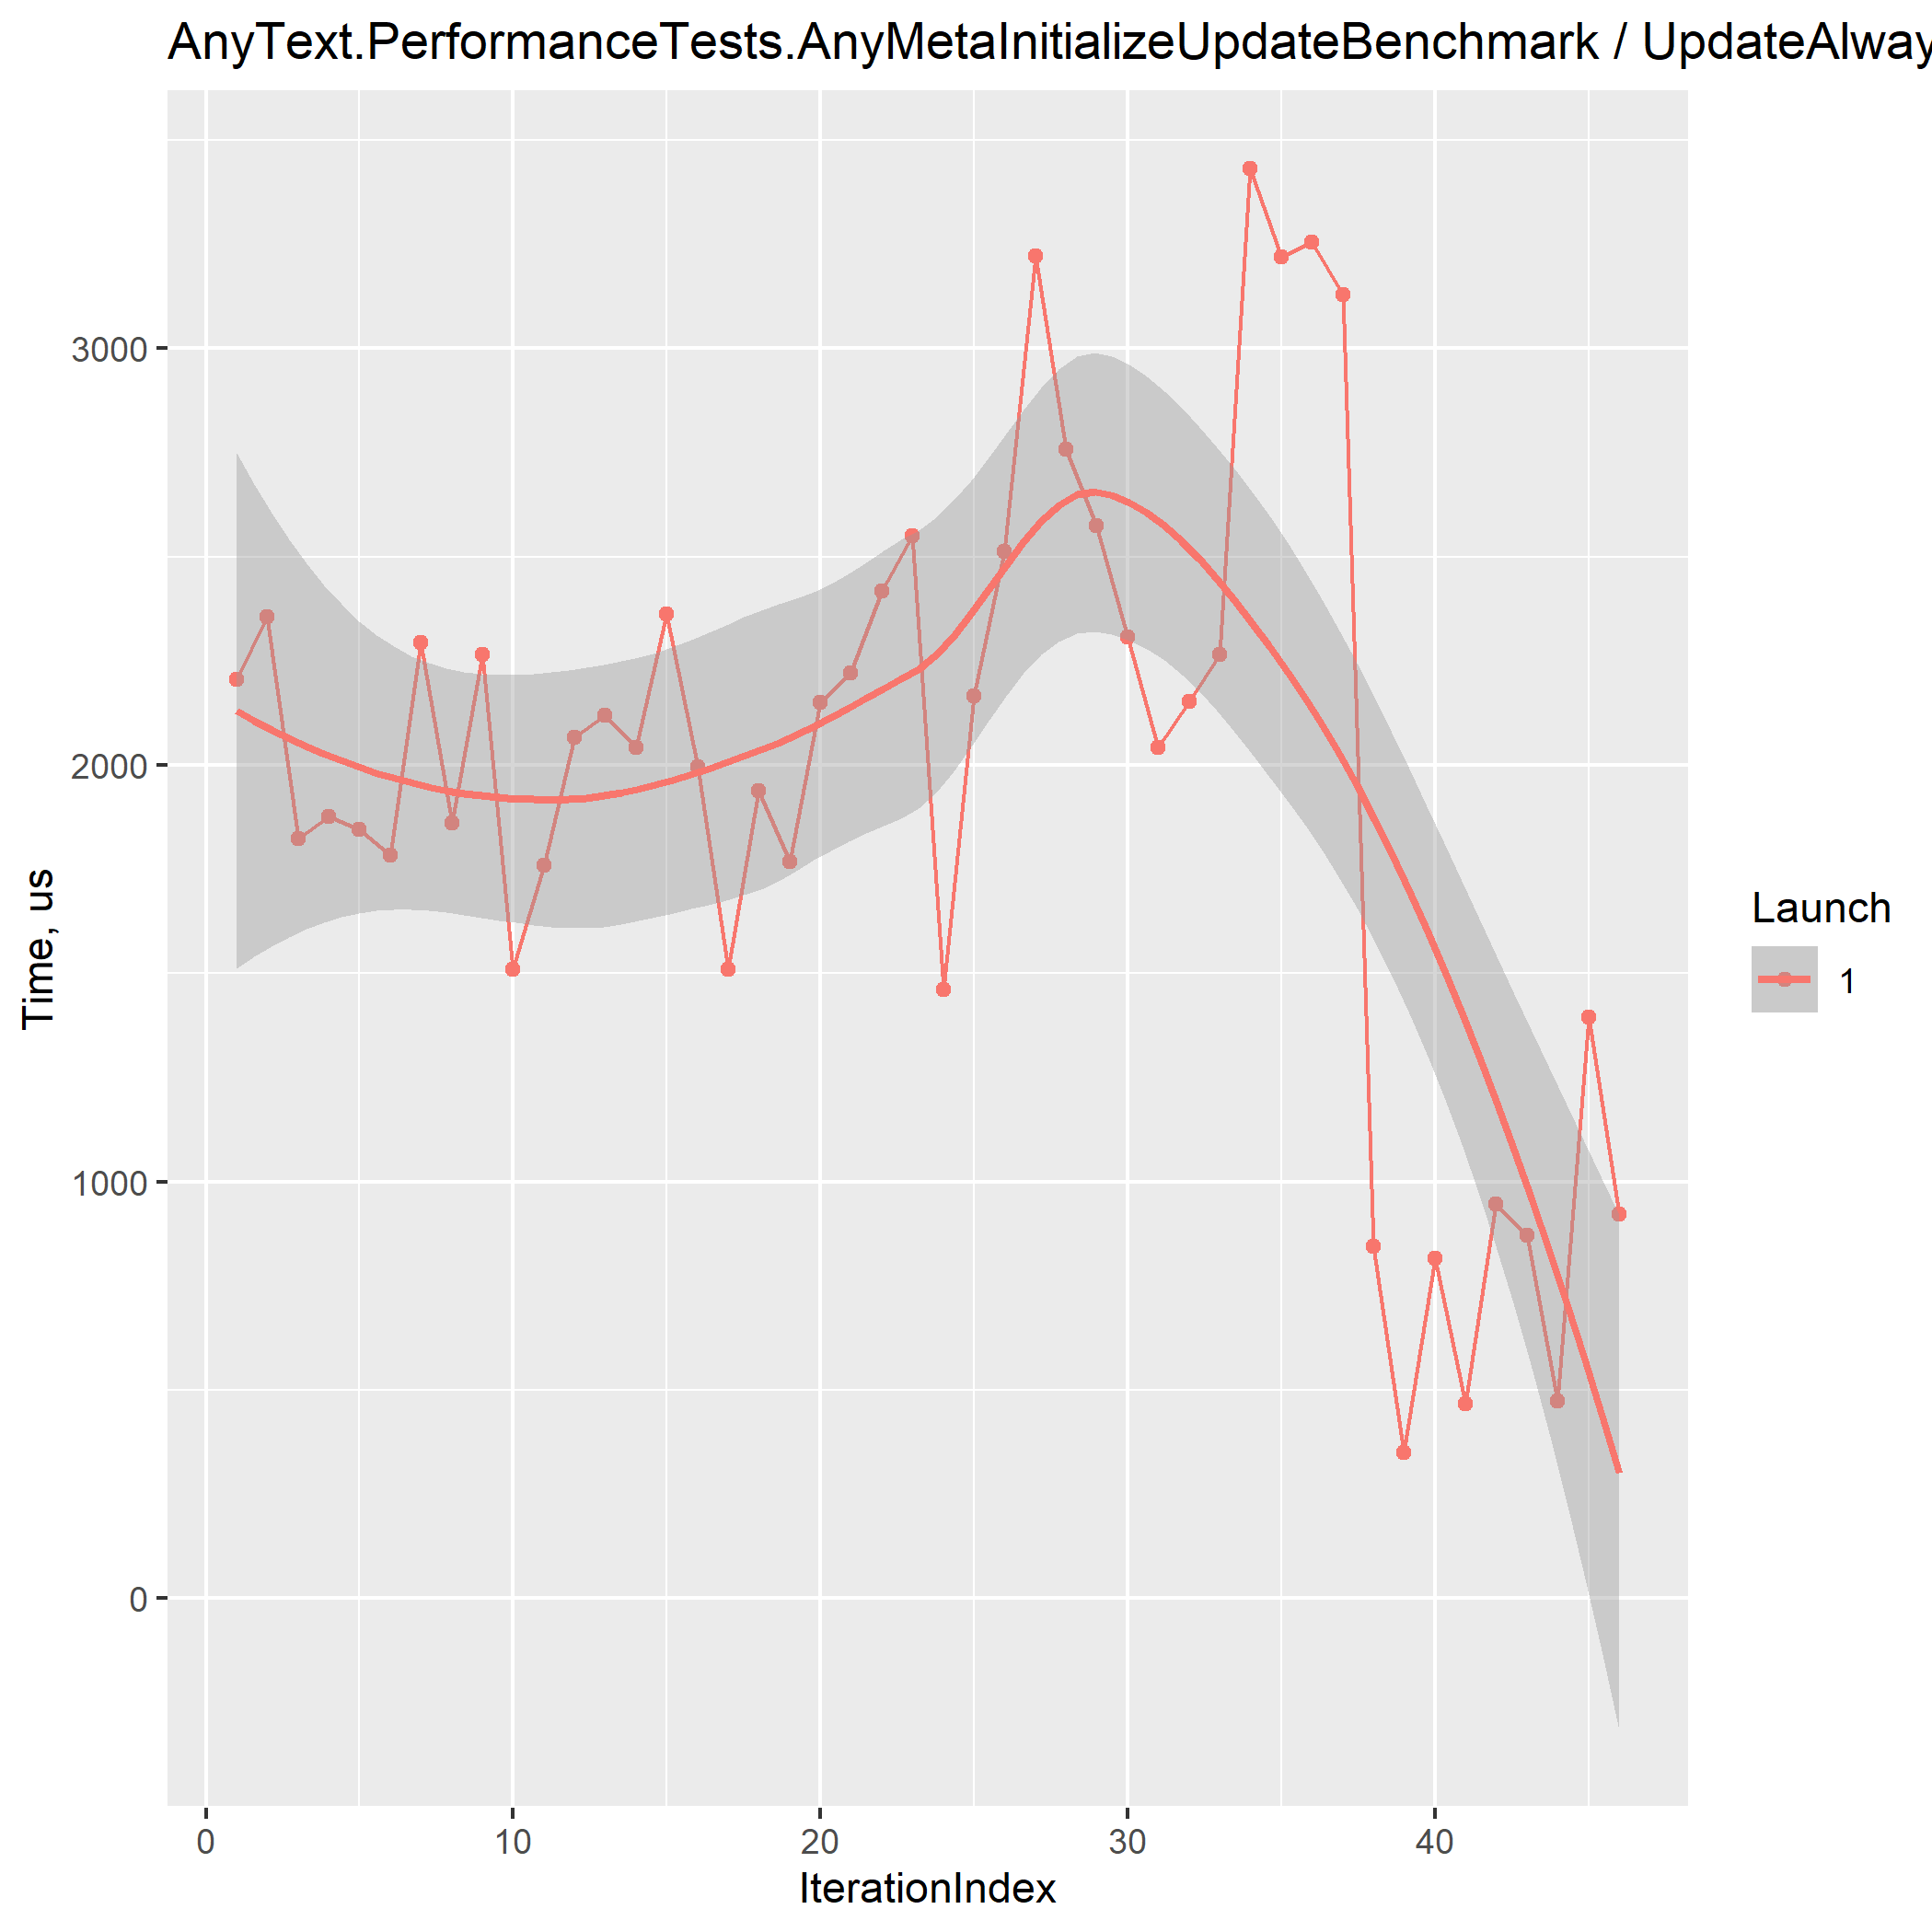 AnyText.PerformanceTests.AnyMetaInitializeUpdateBenchmark / UpdateAlway
3000
2000
1000
0
Time, us
0 10 20 30 40
IterationIndex
Launch
1